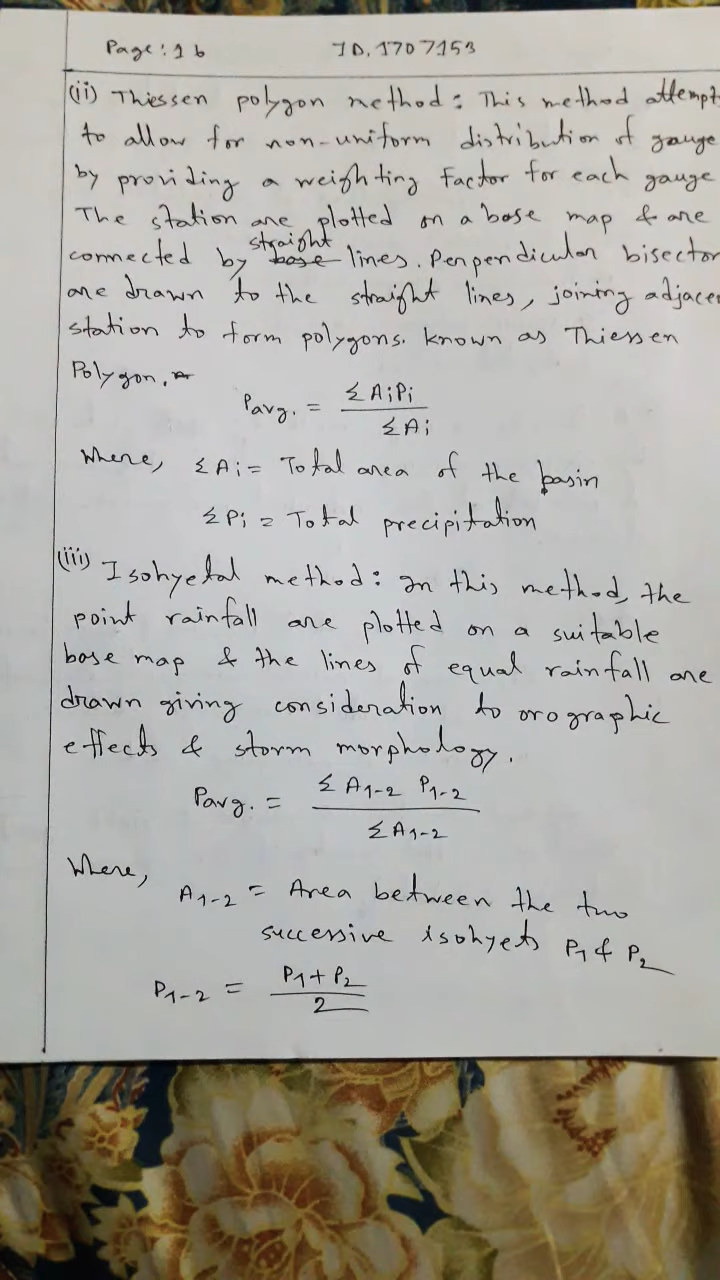 Page: 16 ID. 1707153
(ii) Thiessen polygon method: This method attempt
to allow for non-uniform distribution of gauge
by providing a weighting factor for each gauge
The station are plotted on a base map & are
connected by straight lines. Perpendicular bisector
are drawn to the straight lines, joining adjace
station to form polygons. known as Thiessen
Polygon.
Pavg. = ΣAiPi / ΣAi
Where, ΣAi = Total area of the basin
ΣPi = Total precipitation
(iii) Isohyetal method: In this method, the
point rainfall are plotted on a suitable
base map & the lines of equal rainfall are
drawn giving consideration to orographic
effects & storm morphology.
Pavg. = ΣA1-2 P1-2 / ΣA1-2
Where,
A1-2 = Area between the two
successive isohyets P1 & P2
P1-2 = P1+P2 / 2